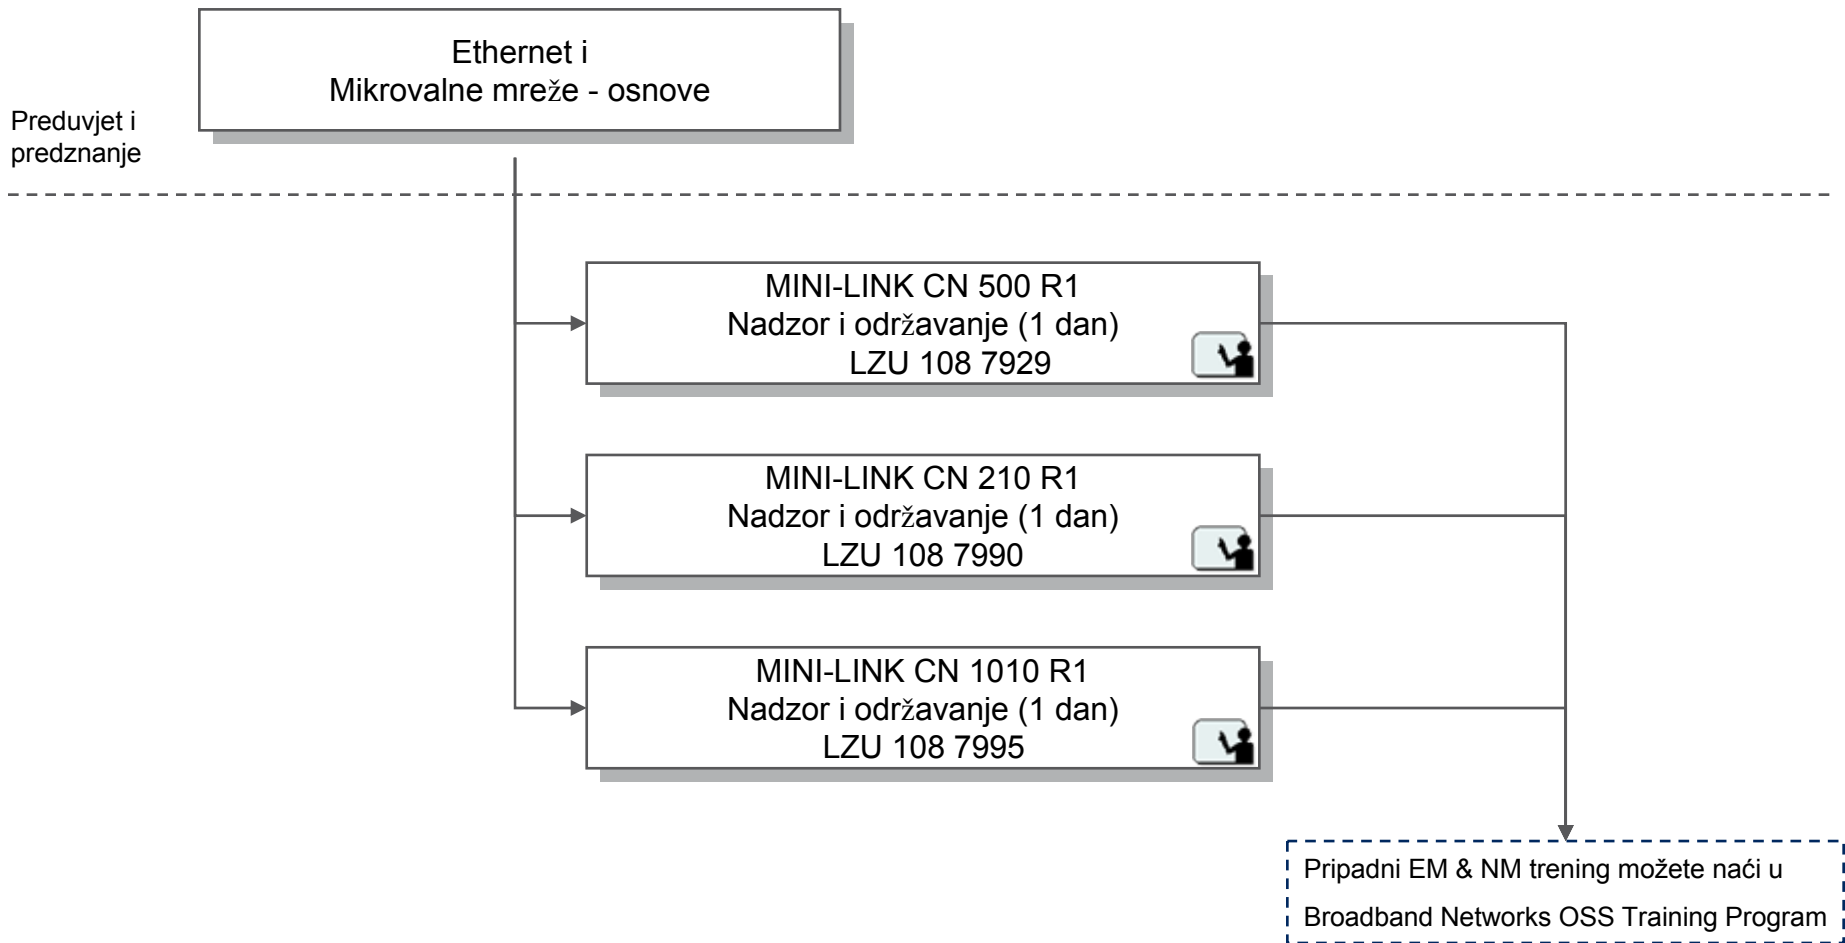 Ethernet i
Mikrovalne mreže - osnove
Preduvjet i
predznanje
MINI-LINK CN 500 R1
Nadzor i održavanje (1 dan)
LZU 108 7929
MINI-LINK CN 210 R1
Nadzor i održavanje (1 dan)
LZU 108 7990
MINI-LINK CN 1010 R1
Nadzor i održavanje (1 dan)
LZU 108 7995
Pripadni EM & NM trening možete naći u
Broadband Networks OSS Training Program